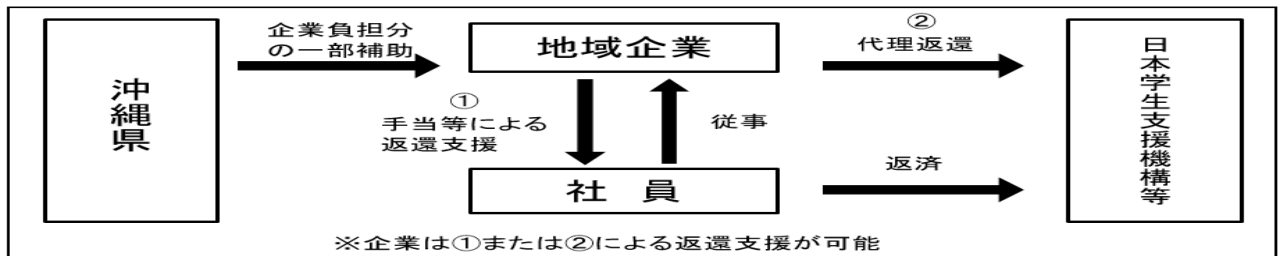 沖縄県
企業負担分
の一部補助
地域企業
②
代理返還
日本学生支援機構等
①
手当等による
返還支援
従事
社　員
返済
※企業は①または②による返還支援が可能